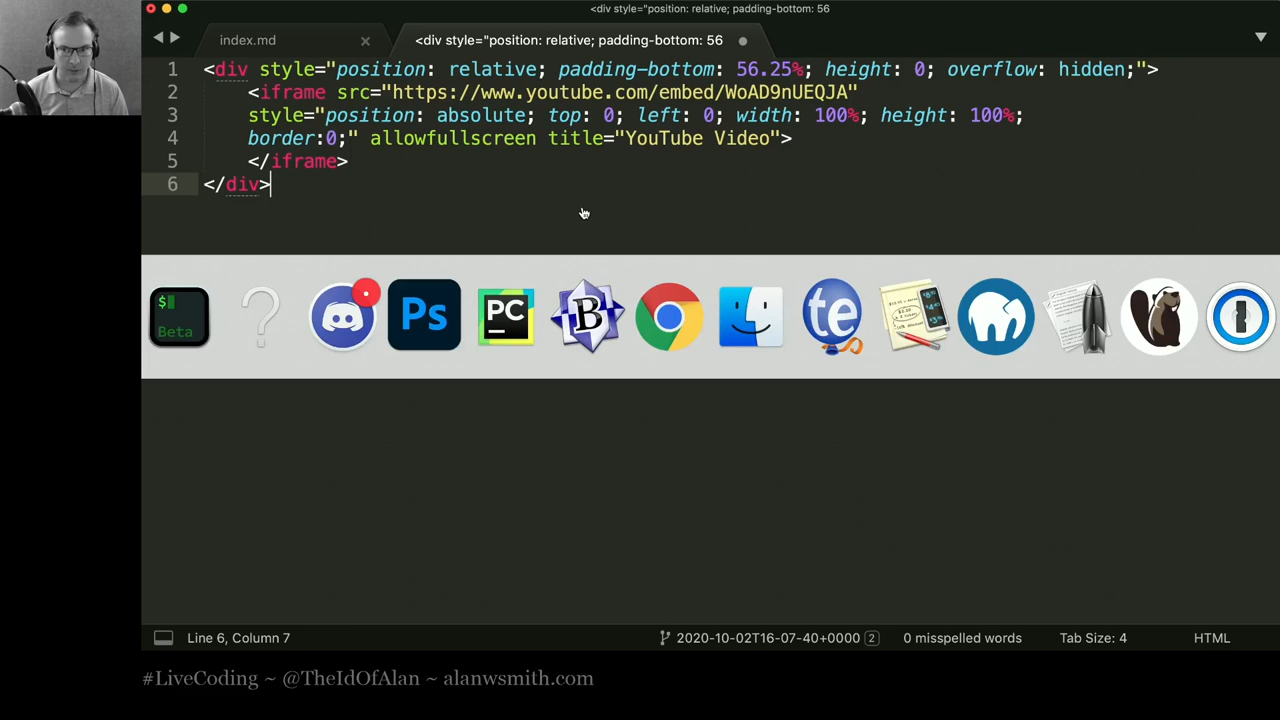 <div style="position: relative; padding-bottom: 56
index.md
<div style="position: relative; padding-bottom: 56
1 <div style="position: relative; padding-bottom: 56.25%; height: 0; overflow: hidden;">
2 <iframe src="https://www.youtube.com/embed/WoAD9nUEQJA"
3 style="position: absolute; top: 0; left: 0; width: 100%; height: 100%;
4 border:0;" allowfullscreen title="YouTube Video">
5 </iframe>
6 </div>
$
Beta
?
Ps
PC
B
te
Line 6, Column 7
2020-10-02T16-07-40+0000 2
0 misspelled words
Tab Size: 4
HTML
#LiveCoding ~ @TheIdOfAlan ~ alanwsmith.com